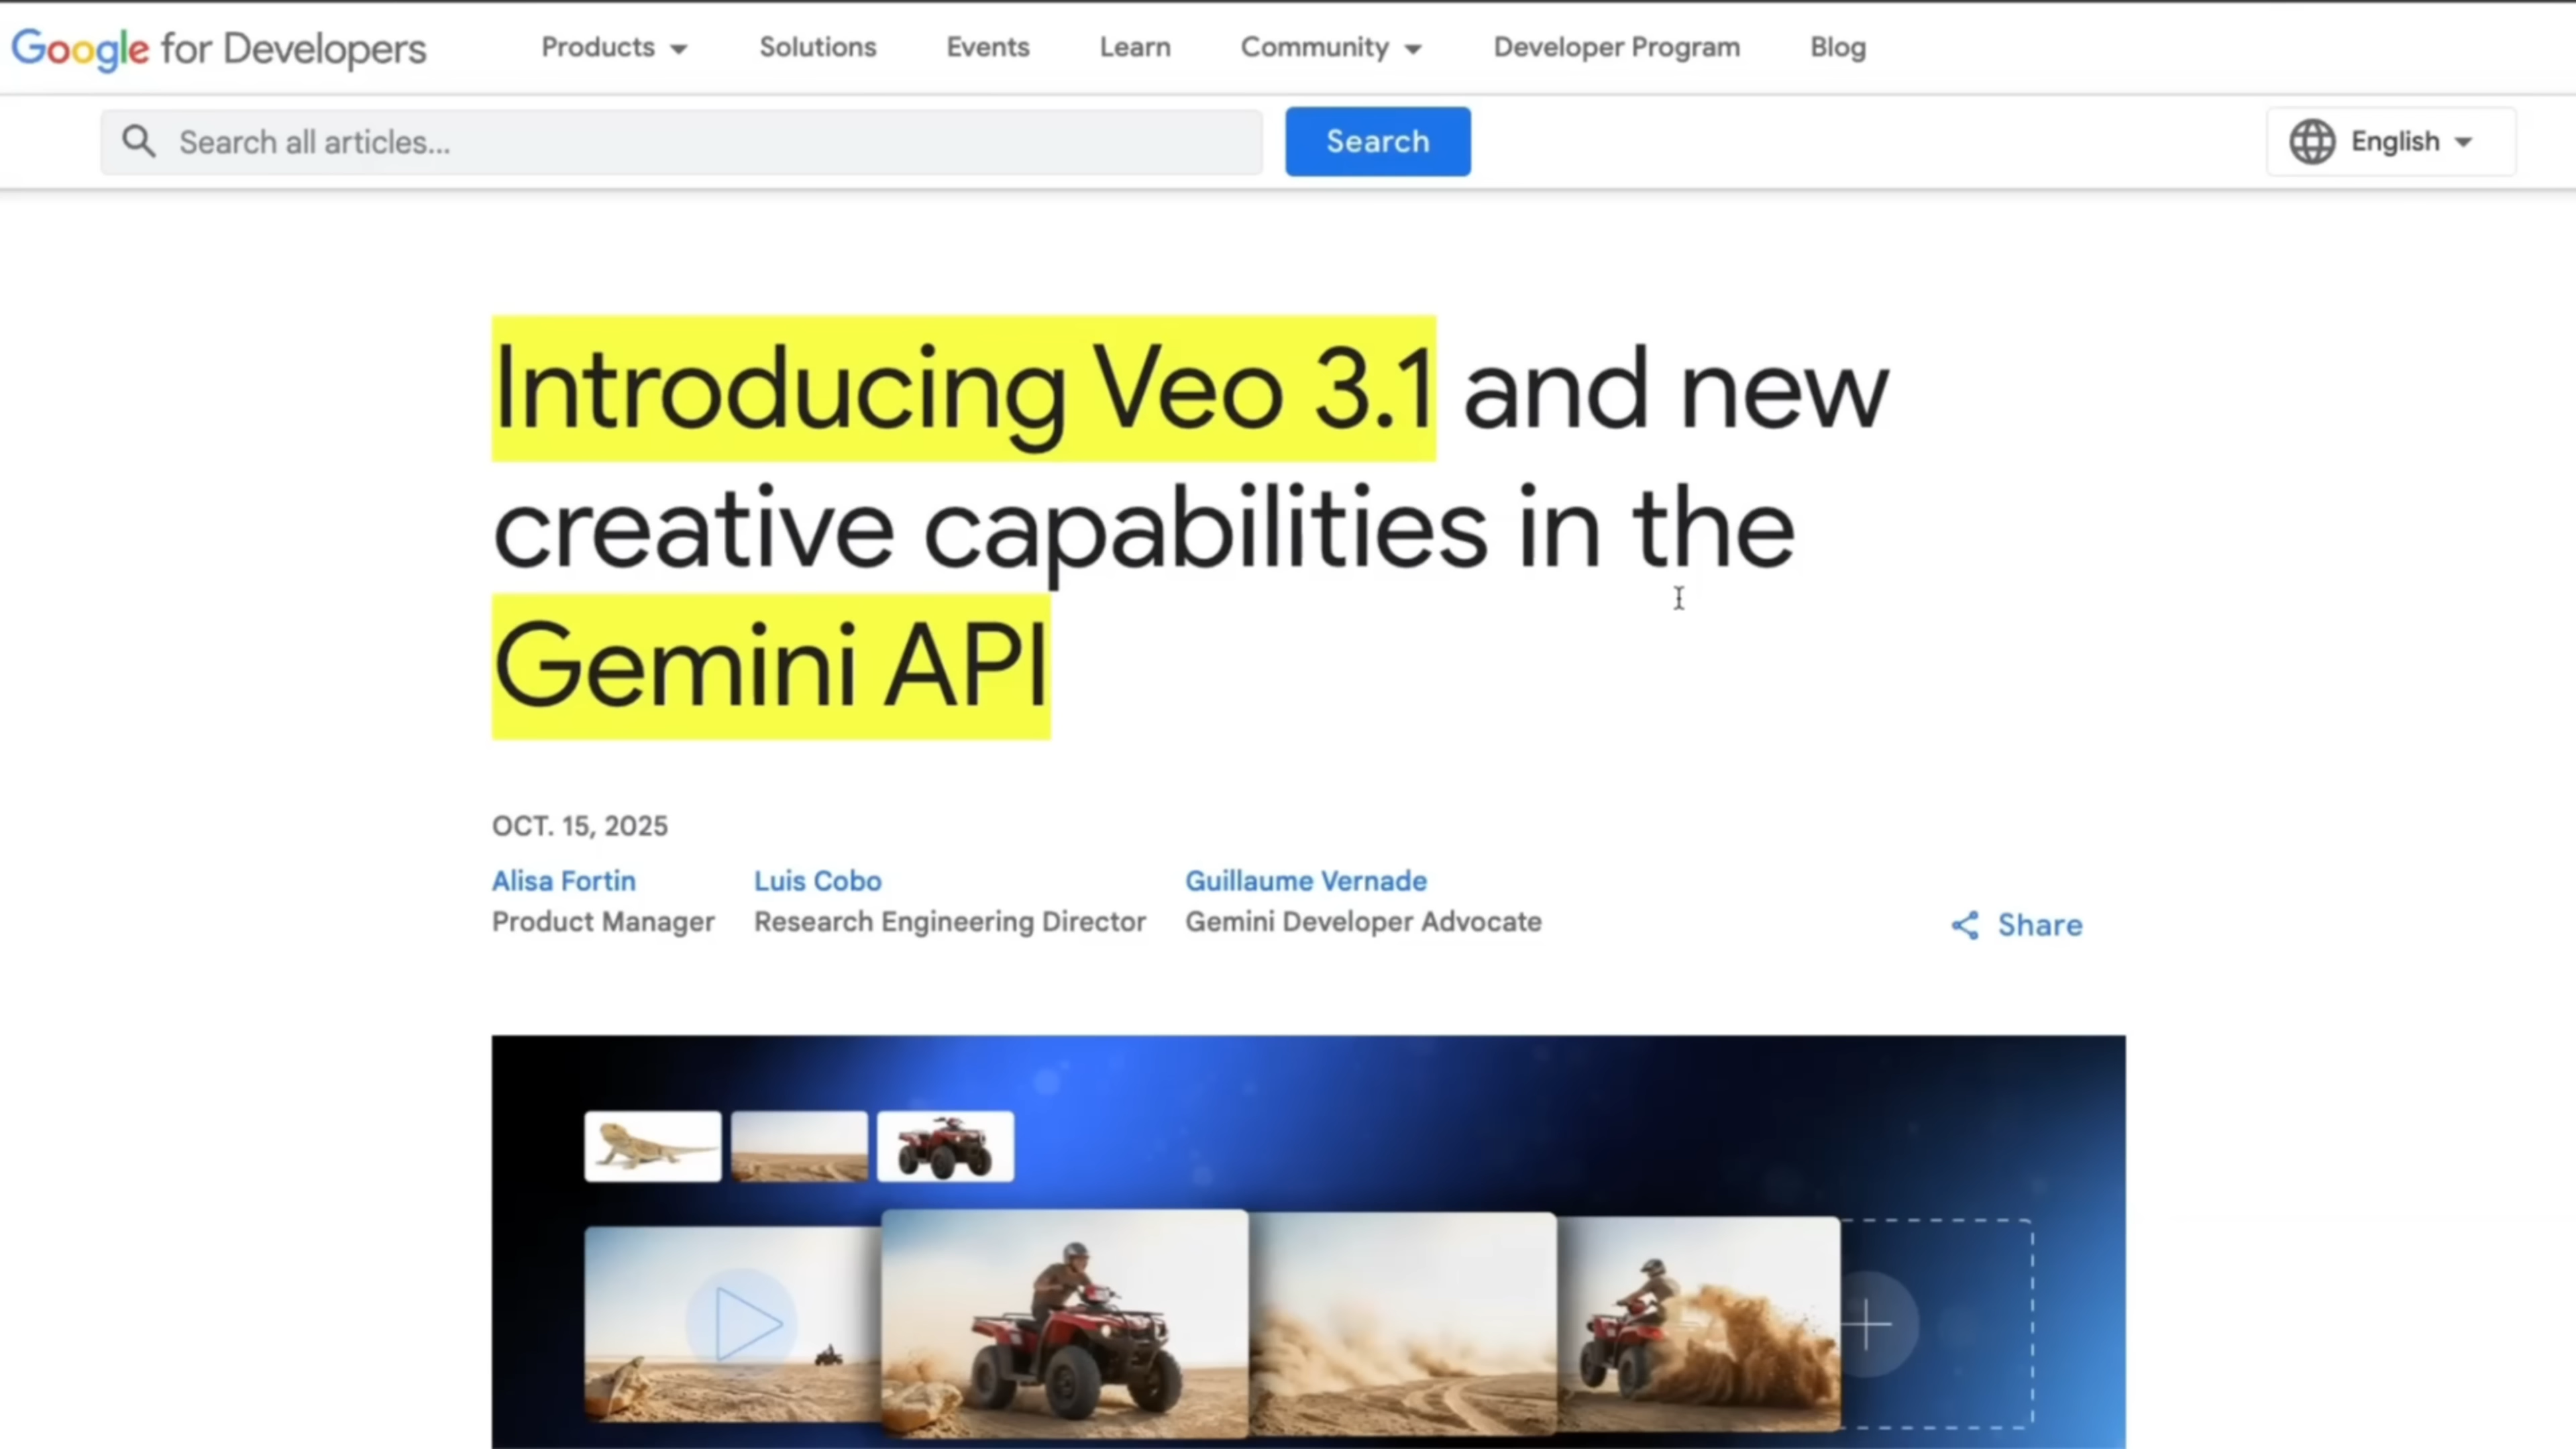 Google for Developers Products Solutions Events Learn Community Developer Program Blog
Search all articles... Search English
Introducing Veo 3.1 and new
creative capabilities in the
Gemini API
OCT. 15, 2025
Alisa Fortin Luis Cobo Guillaume Vernade
Product Manager Research Engineering Director Gemini Developer Advocate
Share